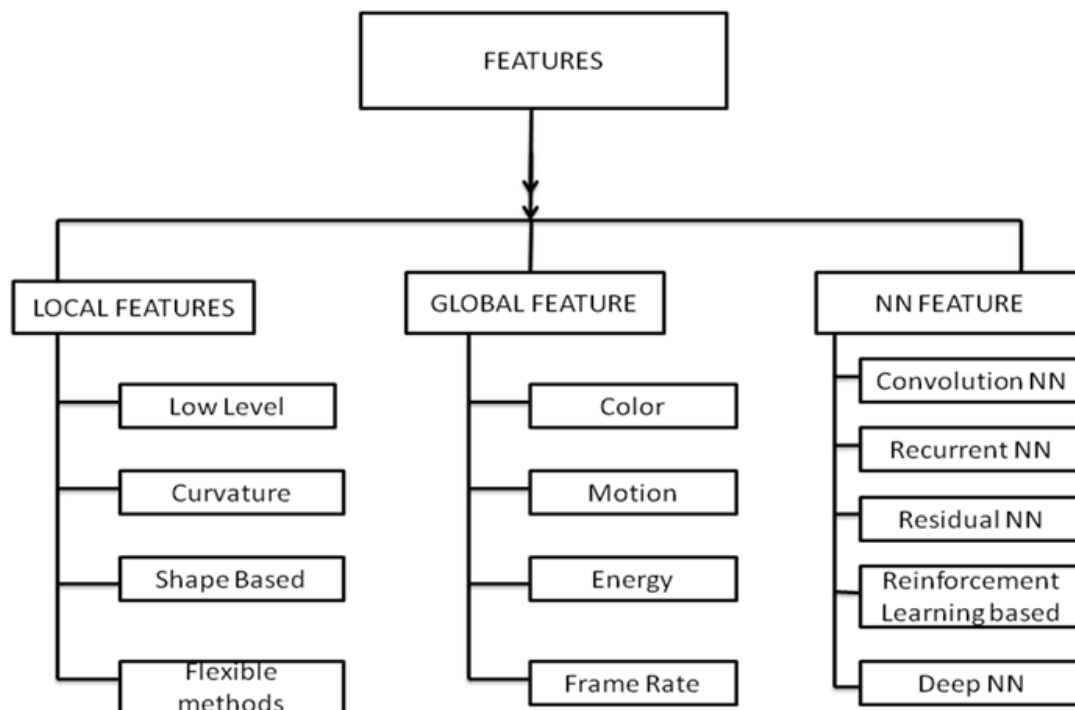 FEATURES
LOCAL FEATURES
Low Level
Curvature
Shape Based
Flexible
methods
GLOBAL FEATURE
Color
Motion
Energy
Frame Rate
NN FEATURE
Convolution NN
Recurrent NN
Residual NN
Reinforcement
Learning based
Deep NN